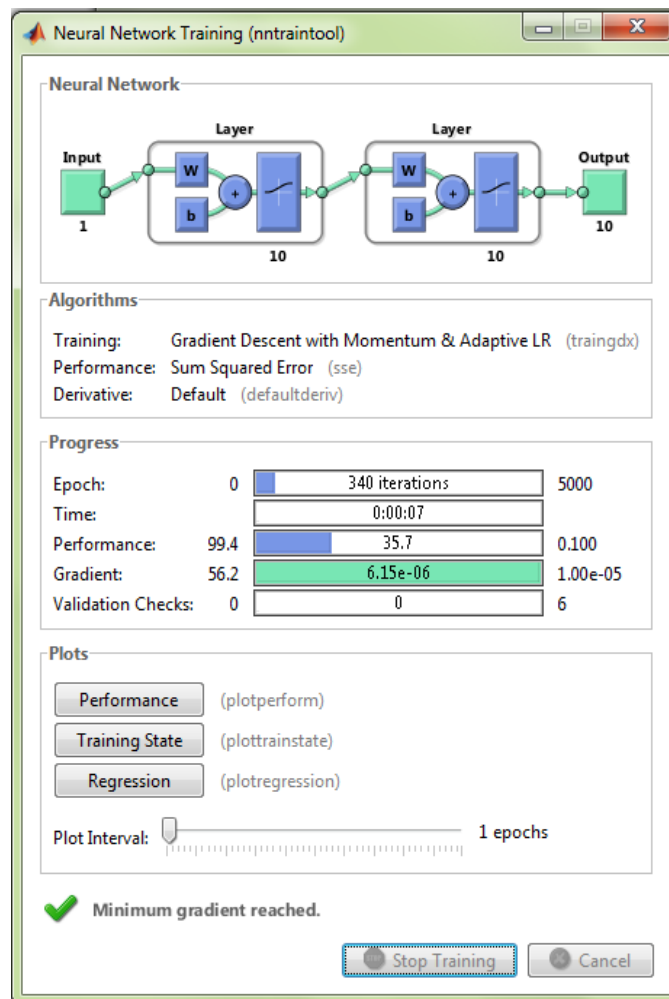 Neural Network Training (nntraintool)
Neural Network
Layer Layer
Input Output
W W
+ +
b b
1 10 10 10
Algorithms
Training: Gradient Descent with Momentum & Adaptive LR (traingdx)
Performance: Sum Squared Error (sse)
Derivative: Default (defaultderiv)
Progress
Epoch: 0 340 iterations 5000
Time: 0:00:07
Performance: 99.4 35.7 0.100
Gradient: 56.2 6.15e-06 1.00e-05
Validation Checks: 0 0 6
Plots
Performance (plotperform)
Training State (plottrainstate)
Regression (plotregression)
Plot Interval: 1 epochs
Minimum gradient reached.
Stop Training Cancel